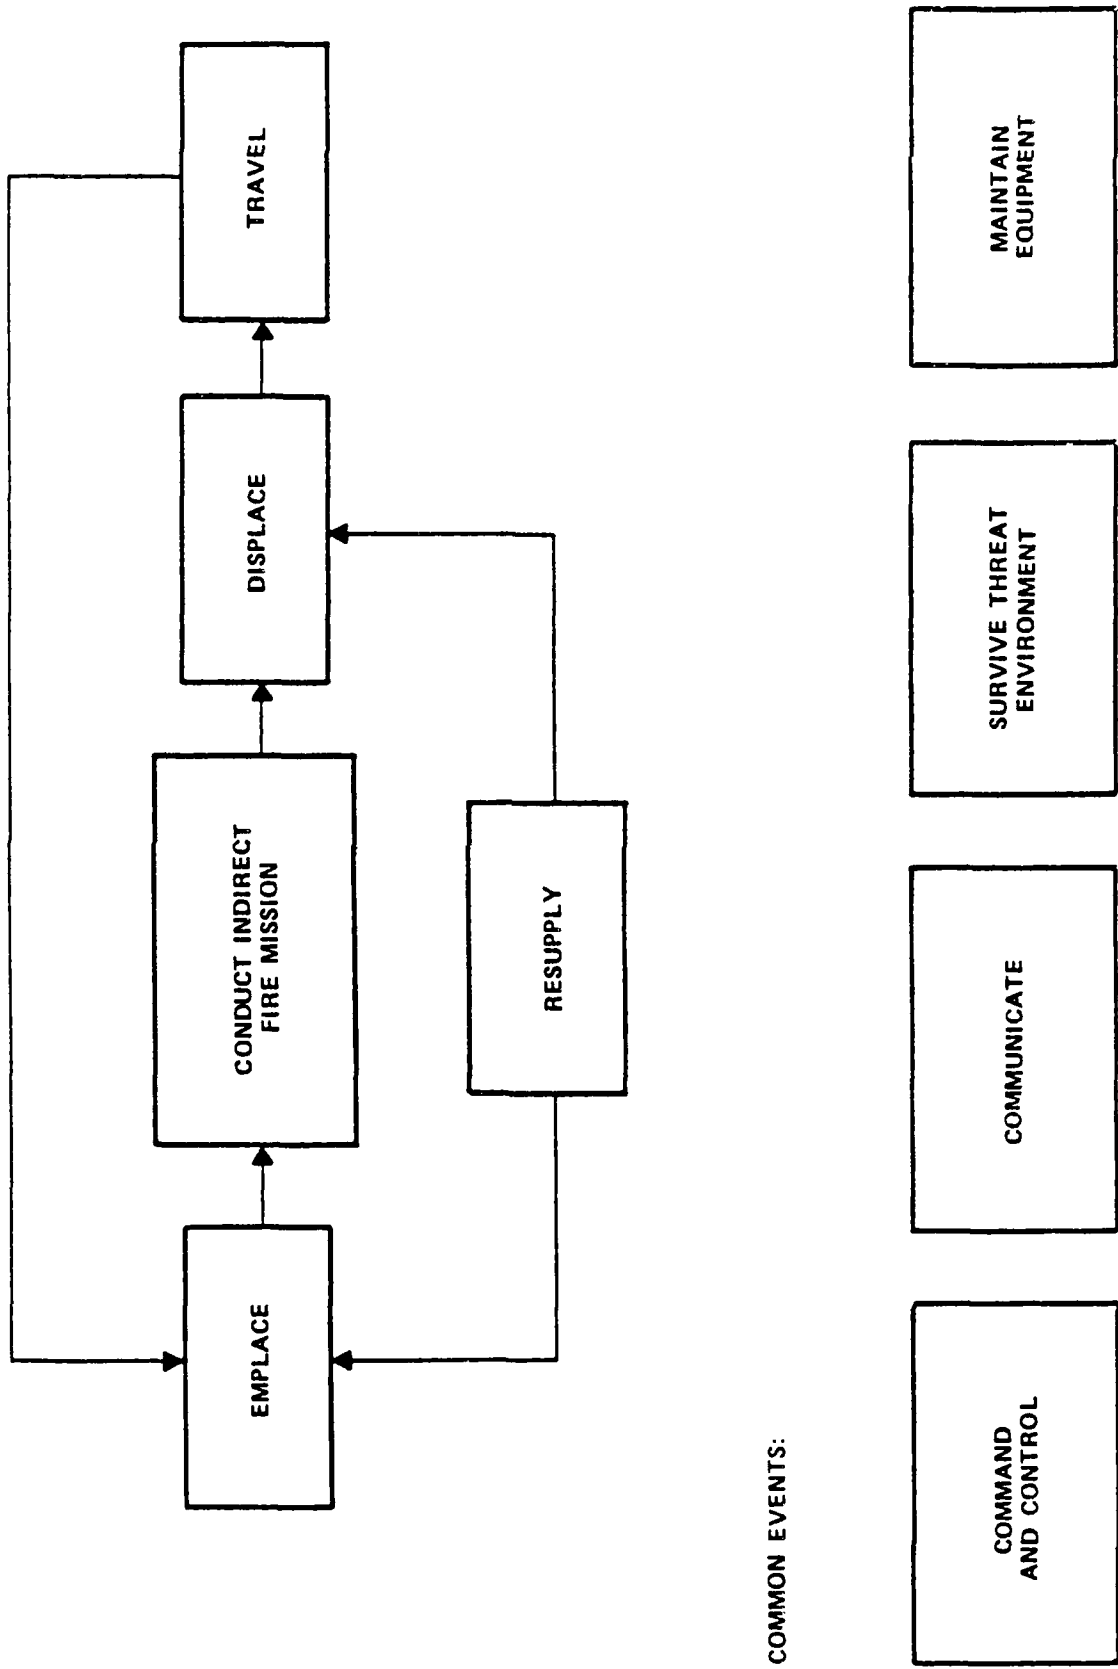 EMPLACE
CONDUCT INDIRECT
FIRE MISSION
DISPLACE
TRAVEL
RESUPPLY
COMMON EVENTS:
COMMAND
AND CONTROL
COMMUNICATE
SURVIVE THREAT
ENVIRONMENT
MAINTAIN
EQUIPMENT